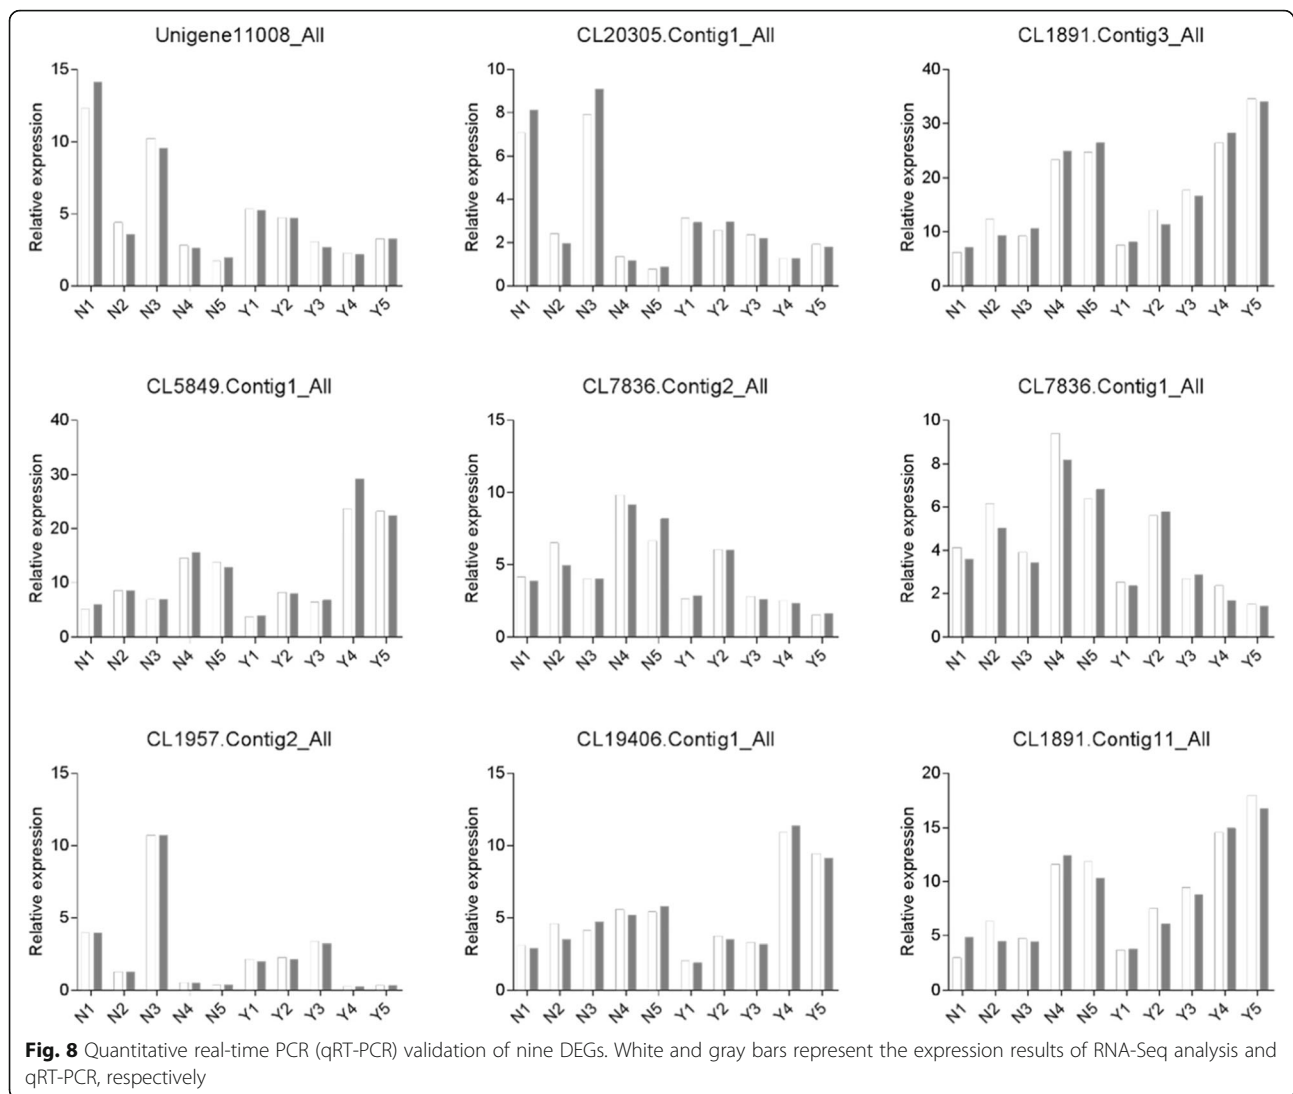 Unigene11008_All
Relative expression
15
10
5
0
N1 N2 N3 N4 N5 Y1 Y2 Y3 Y4 Y5
CL20305.Contig1_All
Relative expression
10
8
6
4
2
0
N1 N2 N3 N4 N5 Y1 Y2 Y3 Y4 Y5
CL1891.Contig3_All
Relative expression
40
30
20
10
0
N1 N2 N3 N4 N5 Y1 Y2 Y3 Y4 Y5
CL5849.Contig1_All
Relative expression
40
30
20
10
0
N1 N2 N3 N4 N5 Y1 Y2 Y3 Y4 Y5
CL7836.Contig2_All
Relative expression
15
10
5
0
N1 N2 N3 N4 N5 Y1 Y2 Y3 Y4 Y5
CL7836.Contig1_All
Relative expression
10
8
6
4
2
0
N1 N2 N3 N4 N5 Y1 Y2 Y3 Y4 Y5
CL1957.Contig2_All
Relative expression
15
10
5
0
N1 N2 N3 N4 N5 Y1 Y2 Y3 Y4 Y5
CL19406.Contig1_All
Relative expression
15
10
5
0
N1 N2 N3 N4 N5 Y1 Y2 Y3 Y4 Y5
CL1891.Contig11_All
Relative expression
20
15
10
5
0
N1 N2 N3 N4 N5 Y1 Y2 Y3 Y4 Y5
Fig. 8 Quantitative real-time PCR (qRT-PCR) validation of nine DEGs. White and gray bars represent the expression results of RNA-Seq analysis and
qRT-PCR, respectively